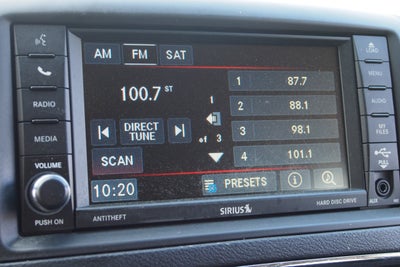 AM FM SAT
100.7 ST
1 87.7
2 88.1
3 98.1
4 101.1
1
of 3
DIRECT TUNE
SCAN
10:20
PRESETS
RADIO
MEDIA
VOLUME
PUSH ON
ANTITHEFT
SIRIUS
HARD DISC DRIVE
LOAD
MENU
AUDIO
MY FILES
PULL
AUX